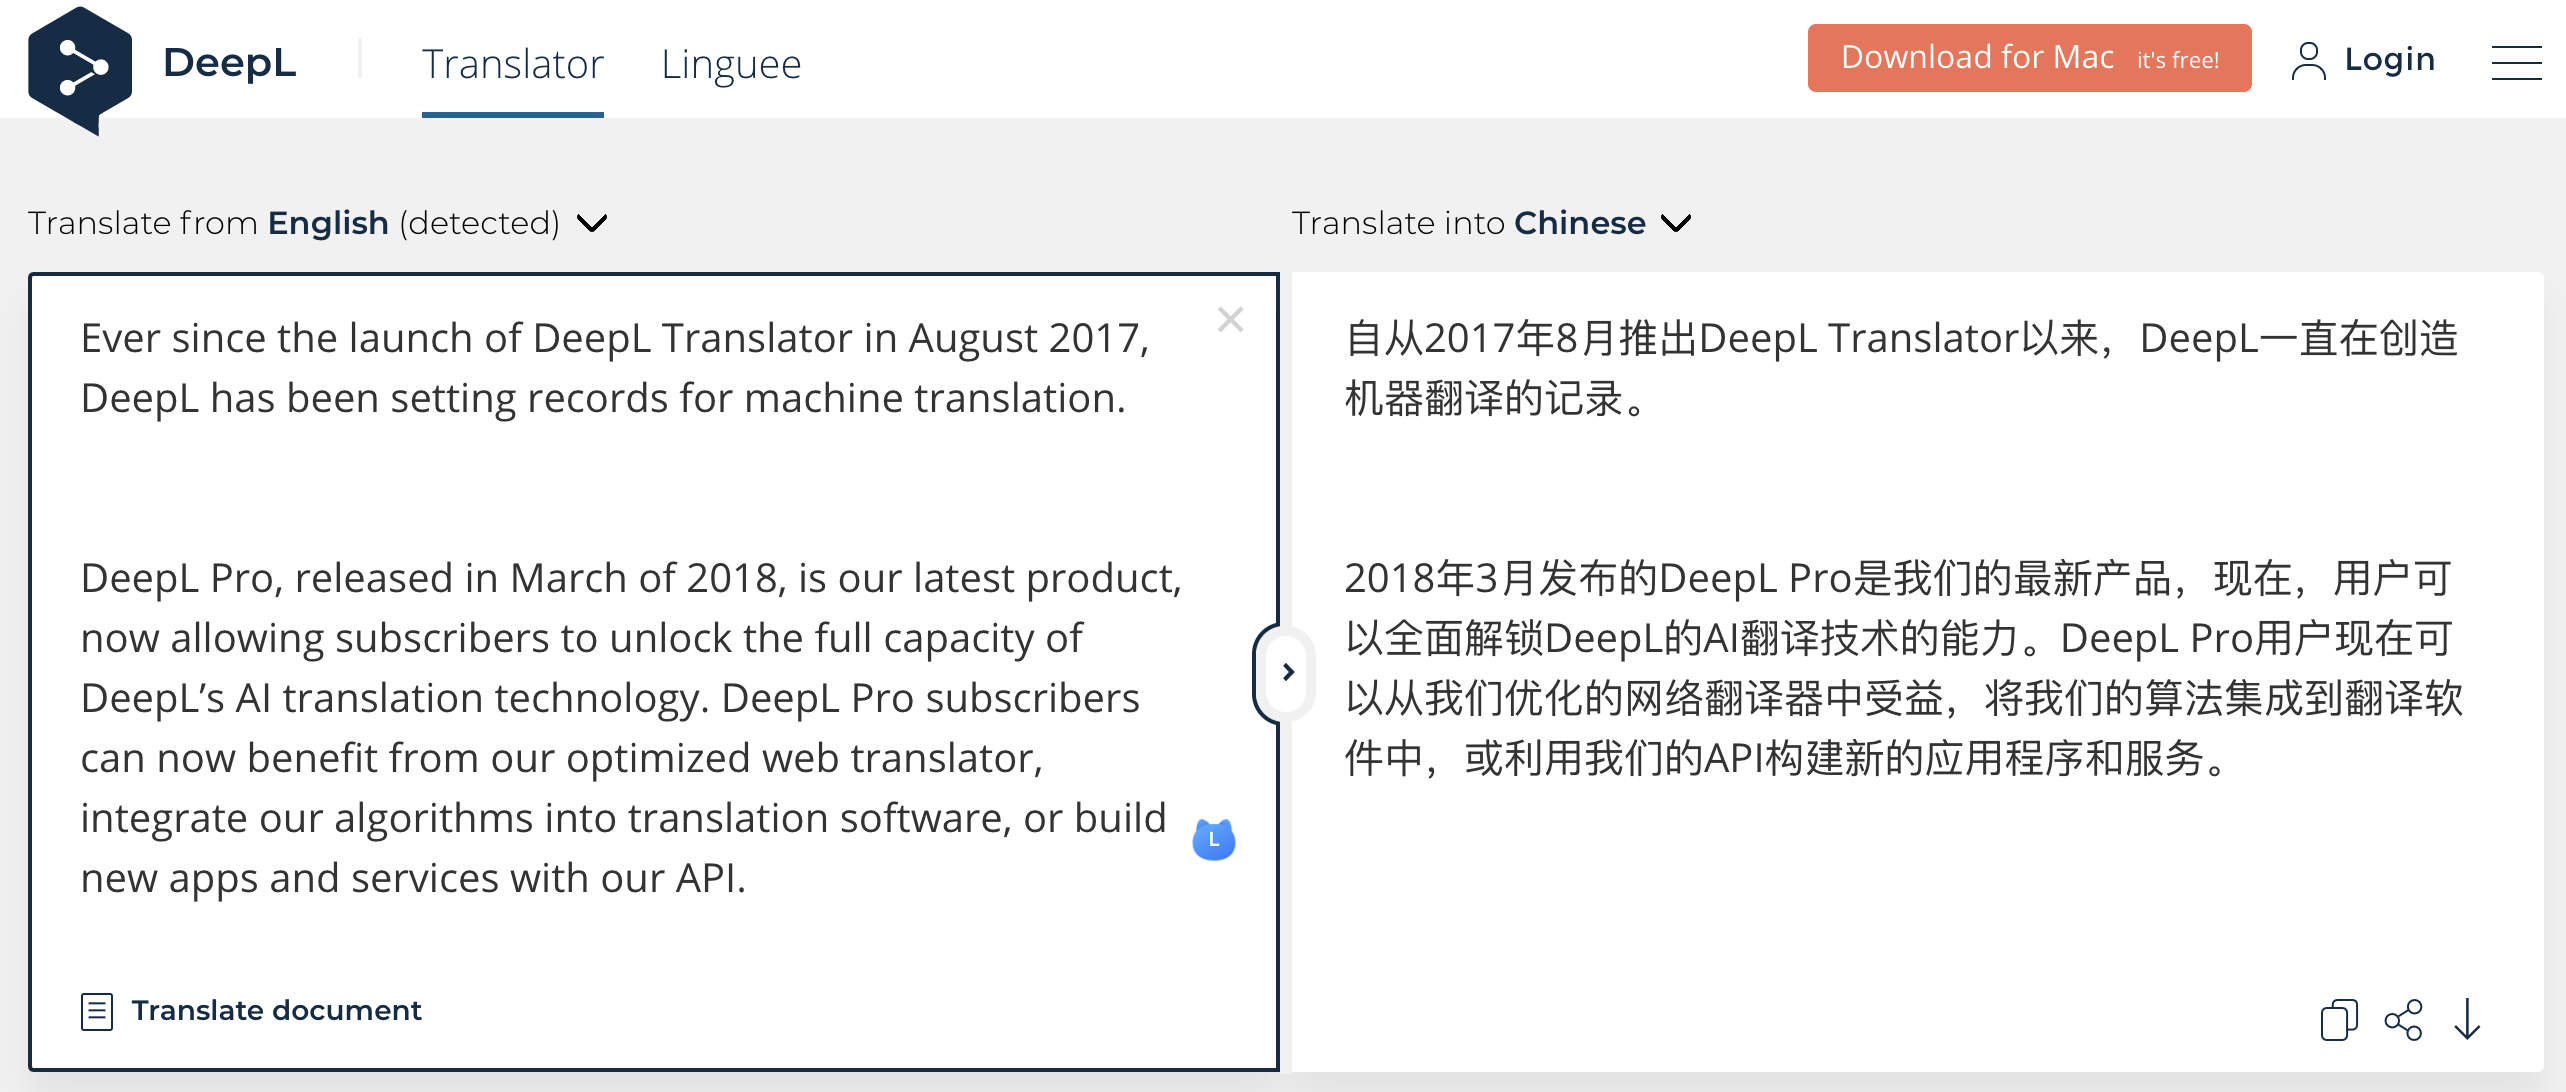 DeepL
Translator
Linguee
Download for Mac it's free!
Login
Translate from English (detected)
Translate into Chinese
Ever since the launch of DeepL Translator in August 2017,
DeepL has been setting records for machine translation.
DeepL Pro, released in March of 2018, is our latest product,
now allowing subscribers to unlock the full capacity of
DeepL’s AI translation technology. DeepL Pro subscribers
can now benefit from our optimized web translator,
integrate our algorithms into translation software, or build
new apps and services with our API.
L
Translate document
自从2017年8月推出DeepL Translator以来，DeepL一直在创造
机器翻译的记录。
2018年3月发布的DeepL Pro是我们的最新产品，现在，用户可
以全面解锁DeepL的AI翻译技术的能力。DeepL Pro用户现在可
以从我们优化的网络翻译器中受益，将我们的算法集成到翻译软
件中，或利用我们的API构建新的应用程序和服务。